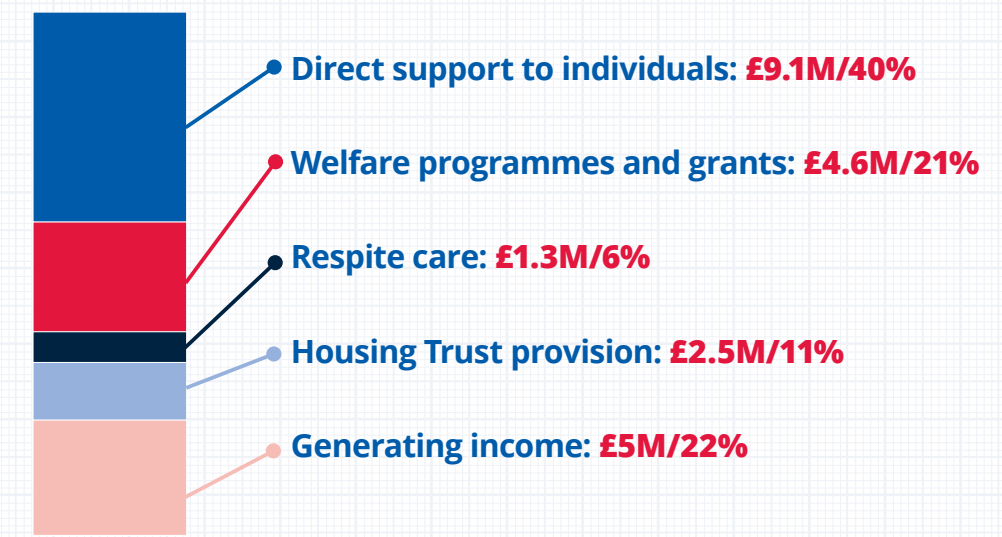 Direct support to individuals: £9.1M/40%
Welfare programmes and grants: £4.6M/21%
Respite care: £1.3M/6%
Housing Trust provision: £2.5M/11%
Generating income: £5M/22%